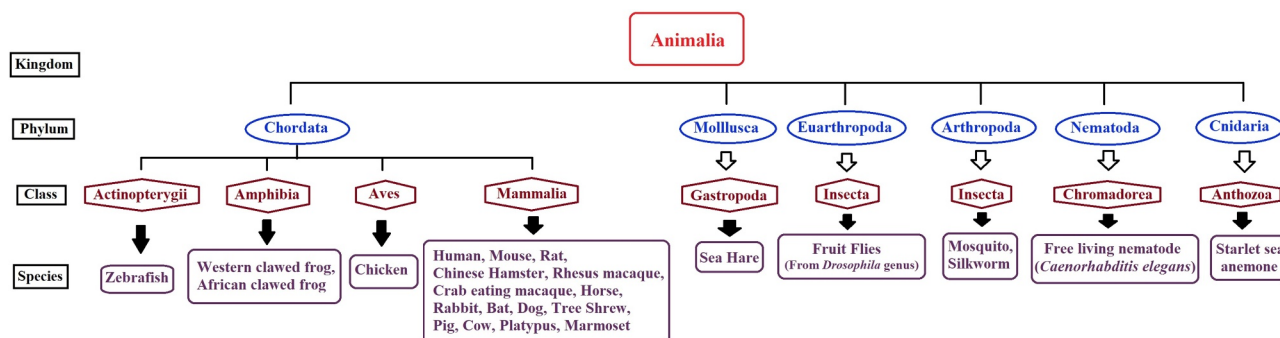 Animalia
Kingdom
Phylum
Chordata
Molllusca
Euarthropoda
Arthropoda
Nematoda
Cnidaria
Class
Actinopterygii
Amphibia
Aves
Mammalia
Gastropoda
Insecta
Insecta
Chromadorea
Anthozoa
Species
Zebrafish
Western clawed frog,
African clawed frog
Chicken
Human, Mouse, Rat,
Chinese Hamster, Rhesus macaque,
Crab eating macaque, Horse,
Rabbit, Bat, Dog, Tree Shrew,
Pig, Cow, Platypus, Marmoset
Sea Hare
Fruit Flies
(From Drosophila genus)
Mosquito,
Silkworm
Free living nematode
(Caenorhabditis elegans)
Starlet sea
anemone